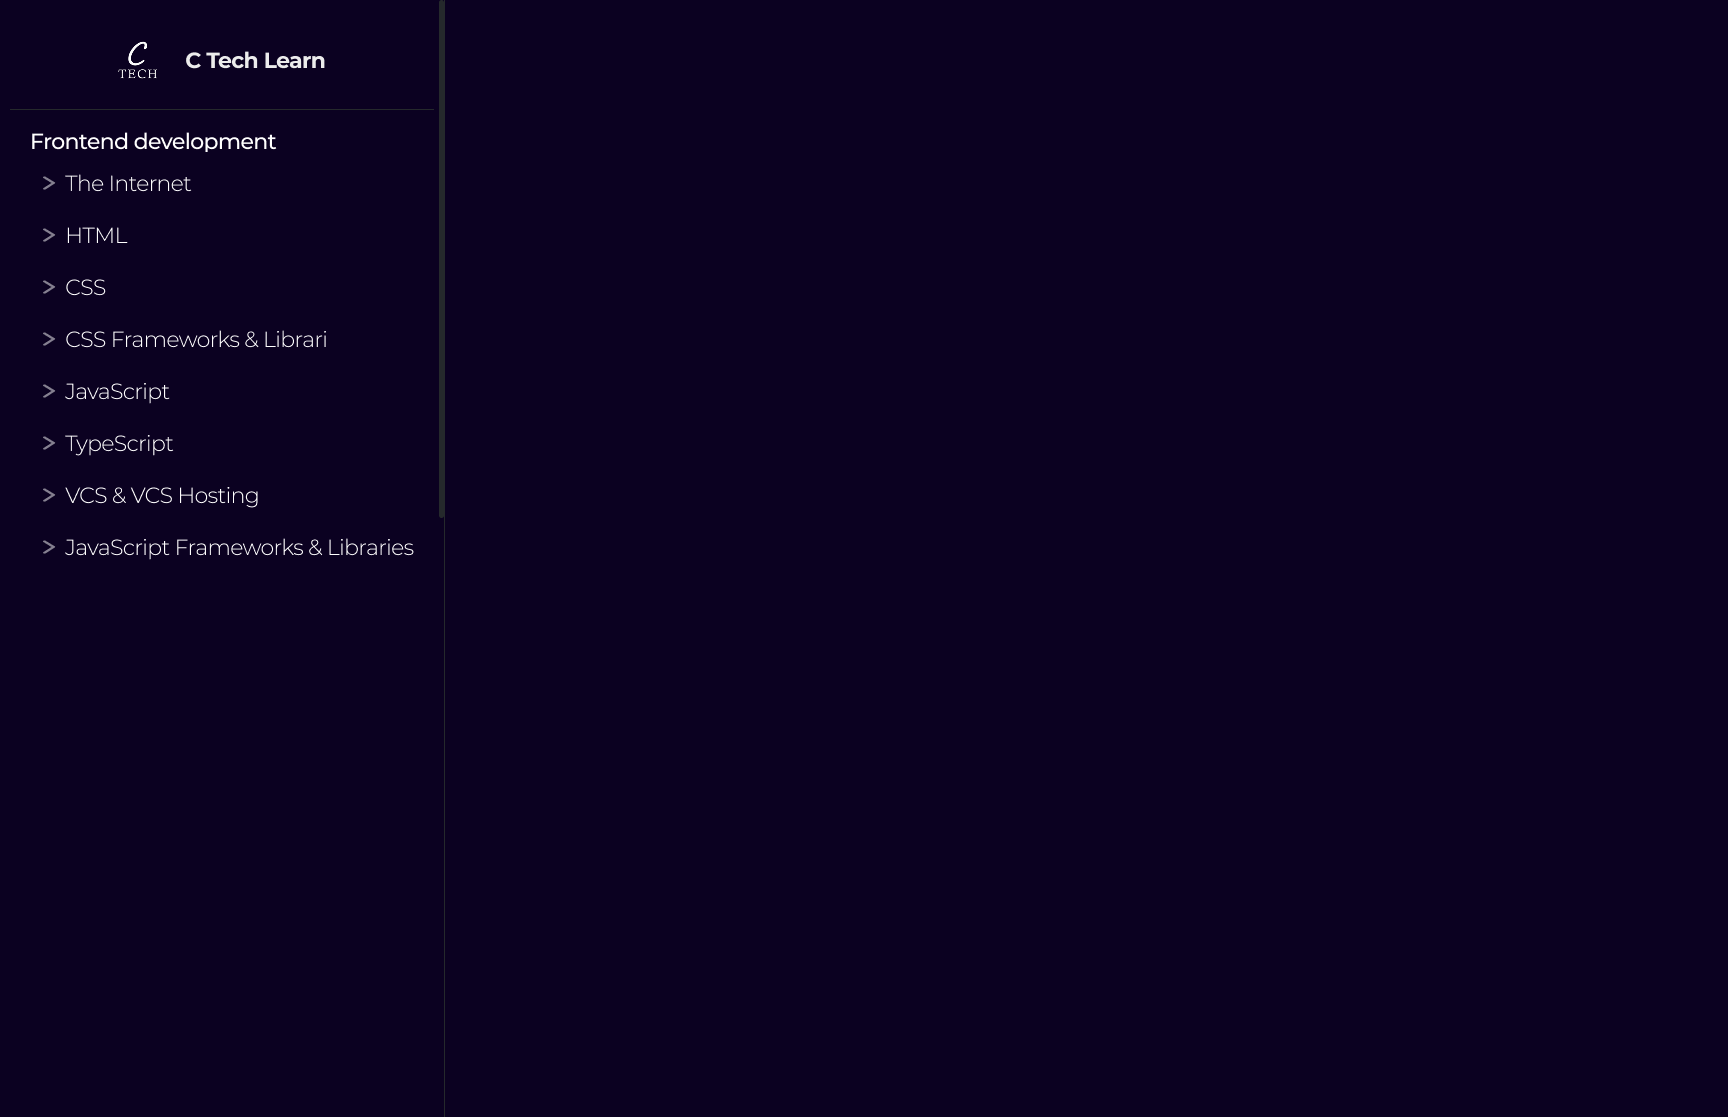 C
TECH
C Tech Learn
Frontend development
> The Internet
> HTML
> CSS
> CSS Frameworks & Librari
> JavaScript
> TypeScript
> VCS & VCS Hosting
> JavaScript Frameworks & Libraries